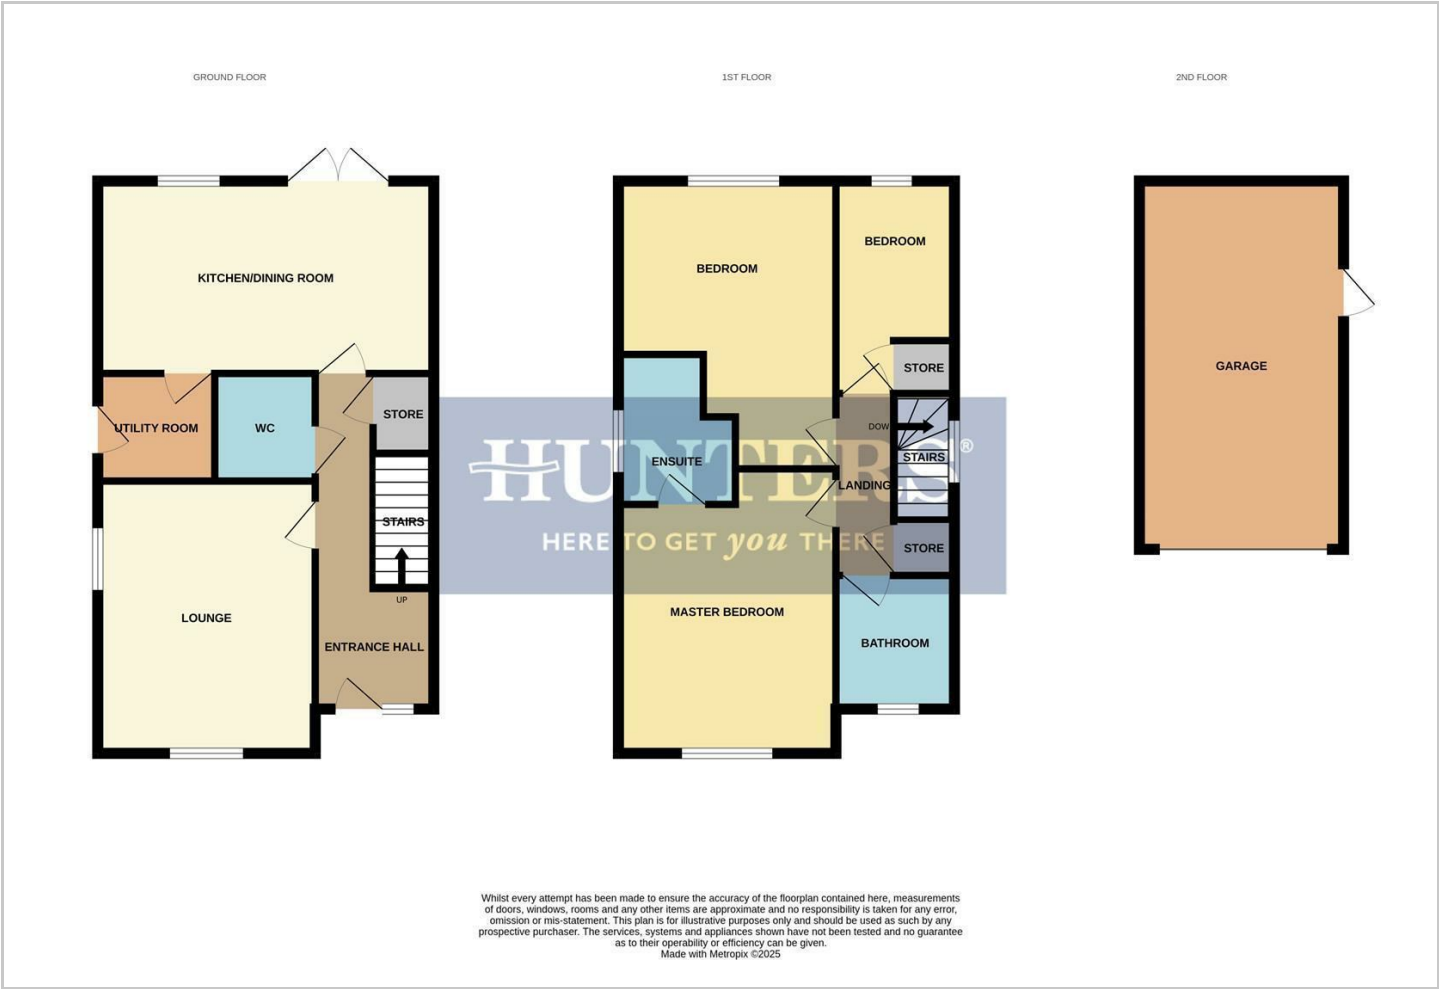 GROUND FLOOR
1ST FLOOR
2ND FLOOR
KITCHEN/DINING ROOM
UTILITY ROOM
WC
STORE
STAIRS
UP
LOUNGE
ENTRANCE HALL
BEDROOM
BEDROOM
STORE
DOW
STAIRS
ENSUITE
LANDING
STORE
MASTER BEDROOM
BATHROOM
GARAGE
HUNTERS®
HERE TO GET you THERE
Whilst every attempt has been made to ensure the accuracy of the floorplan contained here, measurements
of doors, windows, rooms and any other items are approximate and no responsibility is taken for any error,
omission or mis-statement. This plan is for illustrative purposes only and should be used as such by any
prospective purchaser. The services, systems and appliances shown have not been tested and no guarantee
as to their operability or efficiency can be given.
Made with Metropix ©2025